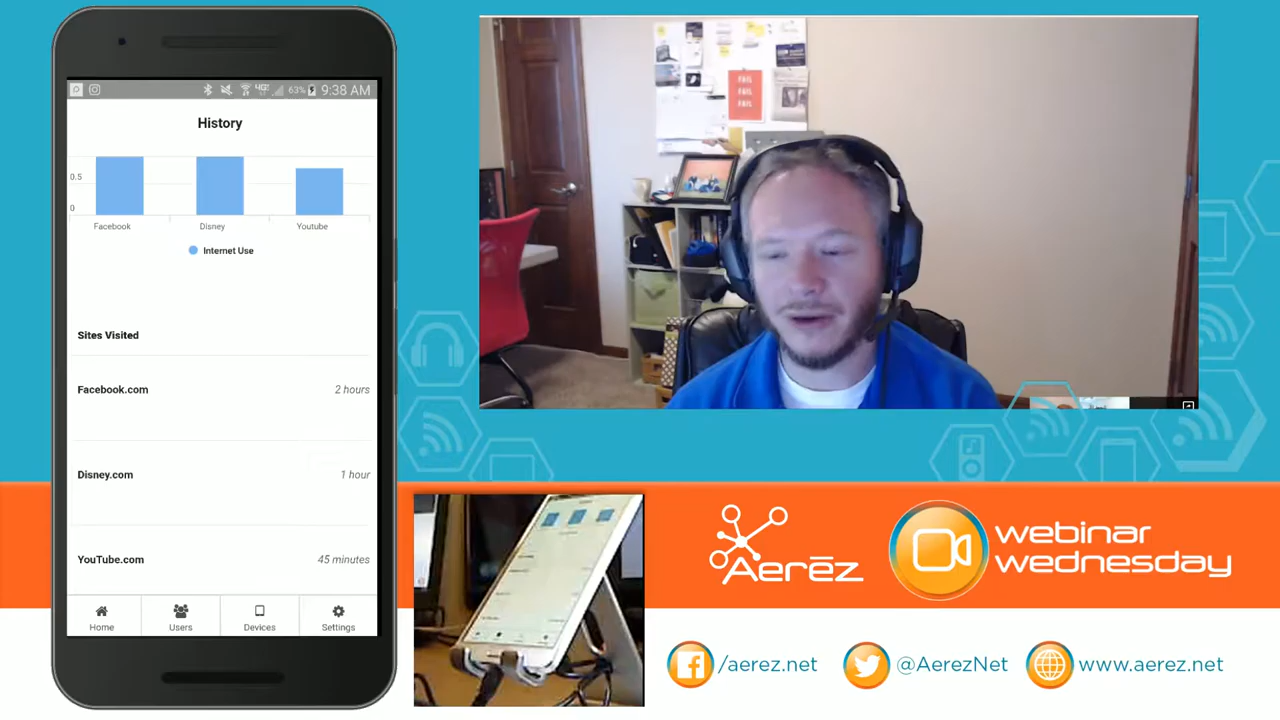 63% 9:38 AM
History
0.5
0
Facebook Disney Youtube
Internet Use
Sites Visited
Facebook.com 2 hours
Disney.com 1 hour
YouTube.com 45 minutes
Home Users Devices Settings
FAIL
FAIL
FAIL
Aerēz
webinar
wednesday
/aerez.net @AerezNet www.aerez.net